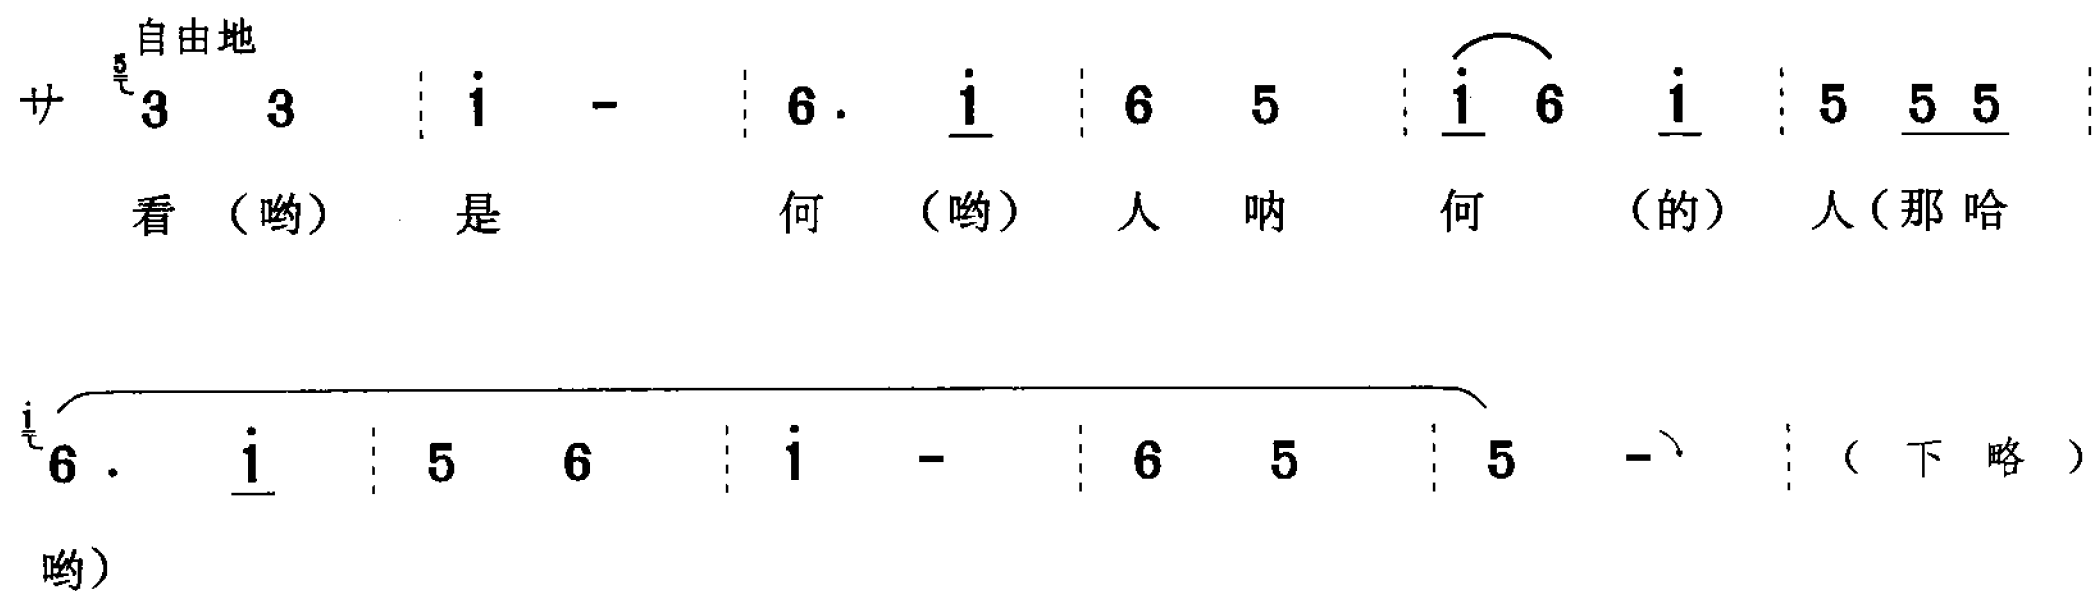 自由地
サ 5 3 3 ┊ i - ┊ 6. i ┊ 6 5 ┊ i 6 i ┊ 5 5 5 ┊
看 (哟) 是 何 (哟) 人 呐 何 (的) 人 (那 哈
i 6. i ┊ 5 6 ┊ i - ┊ 6 5 ┊ 5 - ┊ (下 略)
哟)